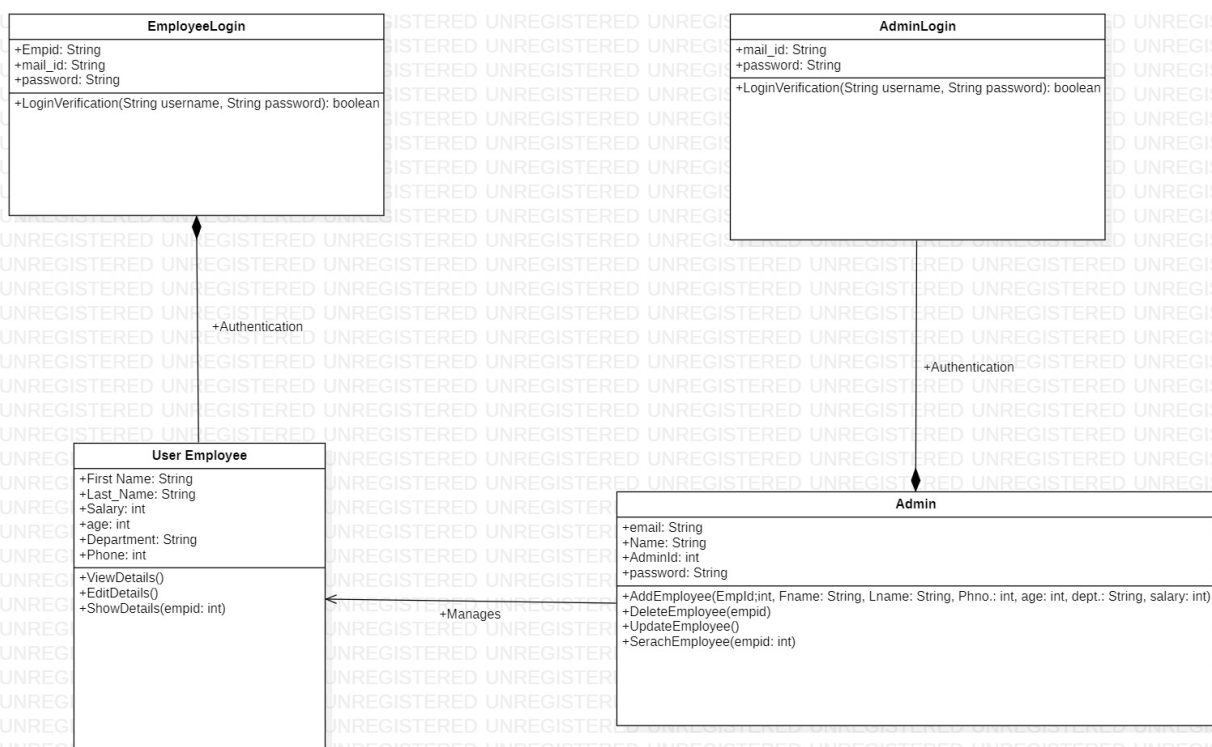 EmployeeLogin
+Empid: String
+mail_id: String
+password: String
+LoginVerification(String username, String password): boolean
AdminLogin
+mail_id: String
+password: String
+LoginVerification(String username, String password): boolean
+Authentication
+Authentication
User Employee
+First Name: String
+Last_Name: String
+Salary: int
+age: int
+Department: String
+Phone: int
+ViewDetails()
+EditDetails()
+ShowDetails(empid: int)
+Manages
Admin
+email: String
+Name: String
+AdminId: int
+password: String
+AddEmployee(EmpId;int, Fname: String, Lname: String, Phno.: int, age: int, dept.: String, salary: int)
+DeleteEmployee(empid)
+UpdateEmployee()
+SerachEmployee(empid: int)
UNREGISTERED